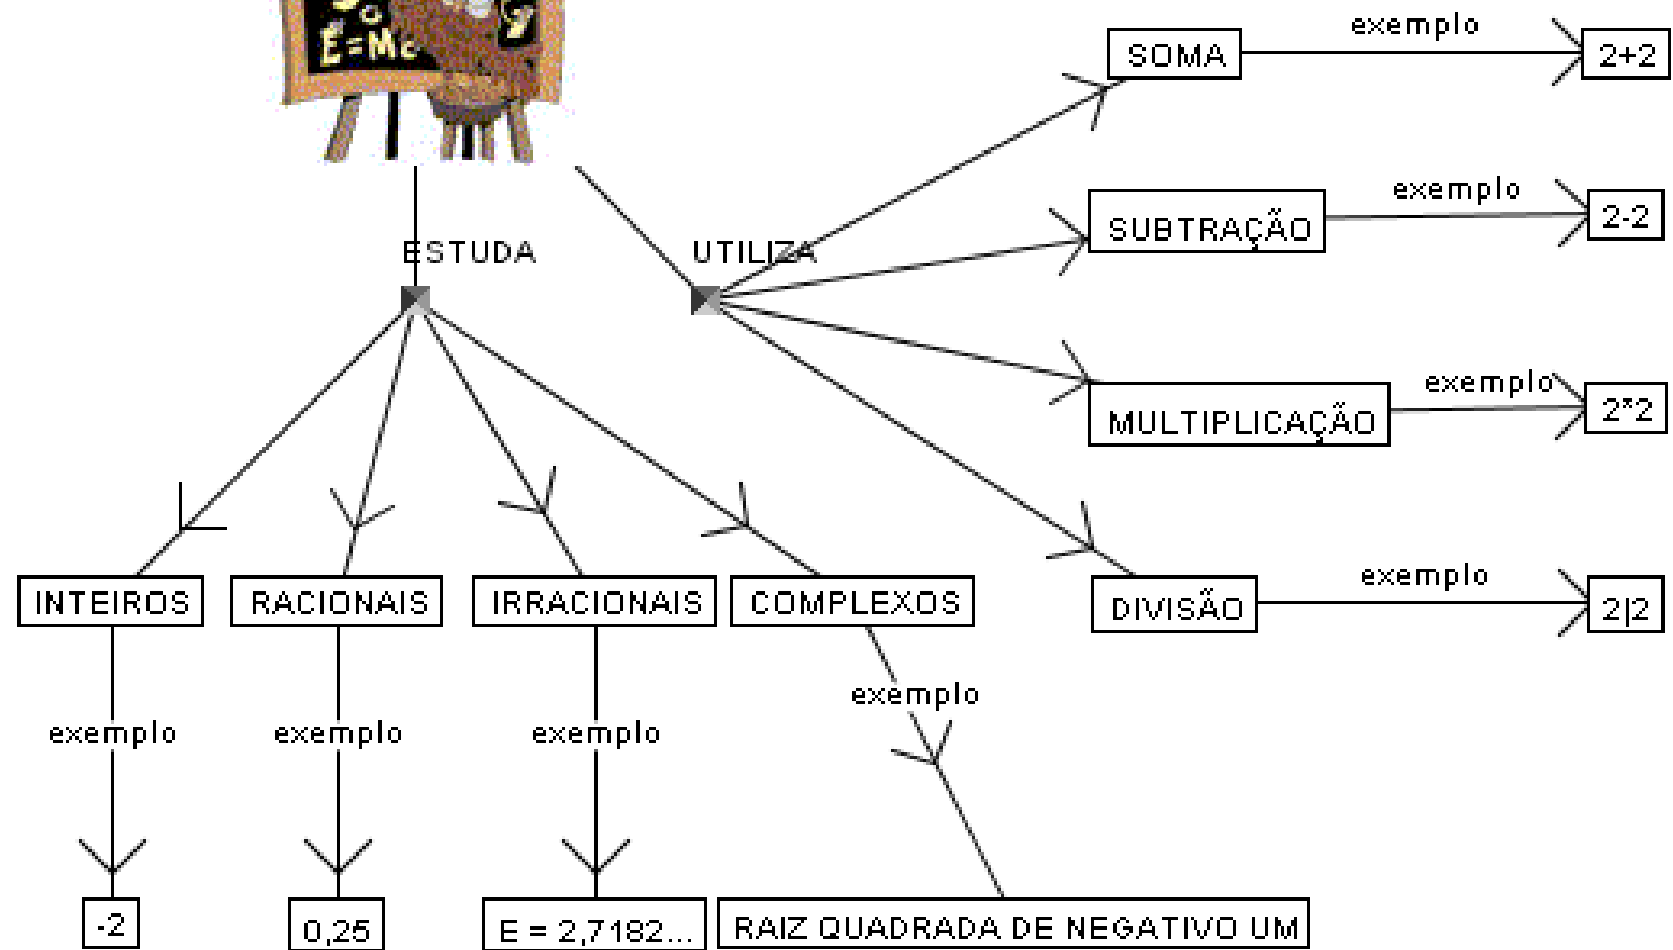 E=Mc
SOMA
exemplo
2+2
SUBTRAÇÃO
exemplo
2-2
ESTUDA
UTILIZA
MULTIPLICAÇÃO
exemplo
2*2
INTEIROS
RACIONAIS
IRRACIONAIS
COMPLEXOS
DIVISÃO
exemplo
2|2
exemplo
exemplo
exemplo
exemplo
-2
0,25
E = 2,7182...
RAIZ QUADRADA DE NEGATIVO UM